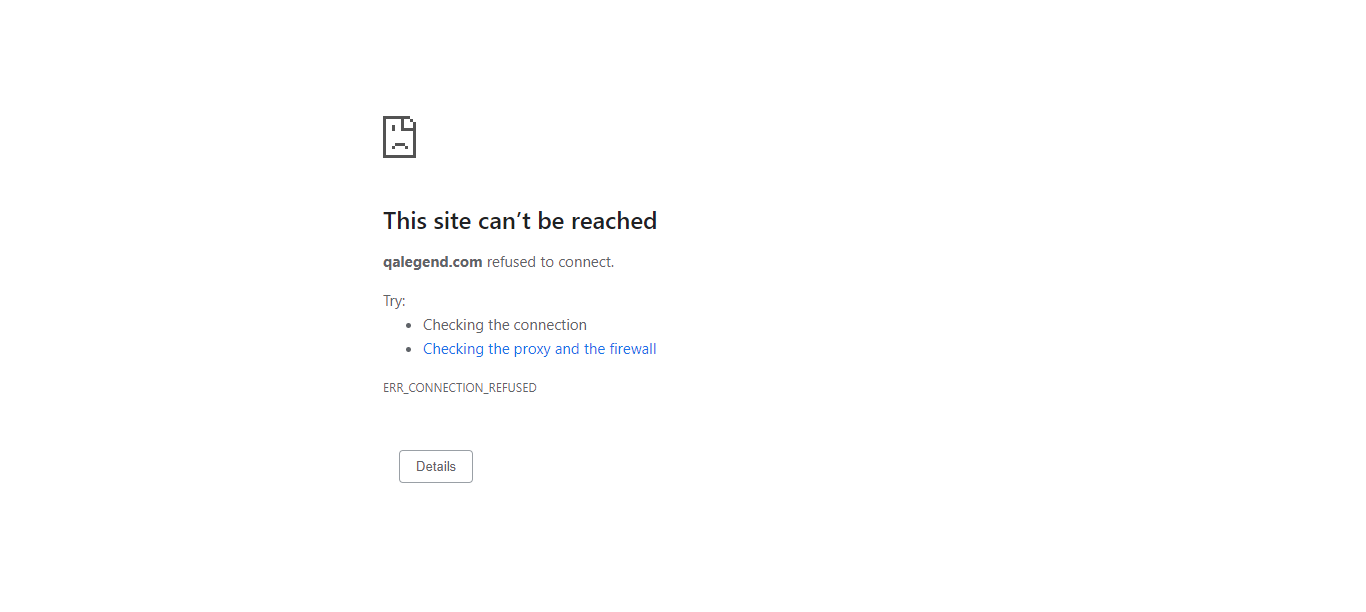 This site can’t be reached
qalegend.com refused to connect.
Try:
Checking the connection
Checking the proxy and the firewall
ERR_CONNECTION_REFUSED
Details